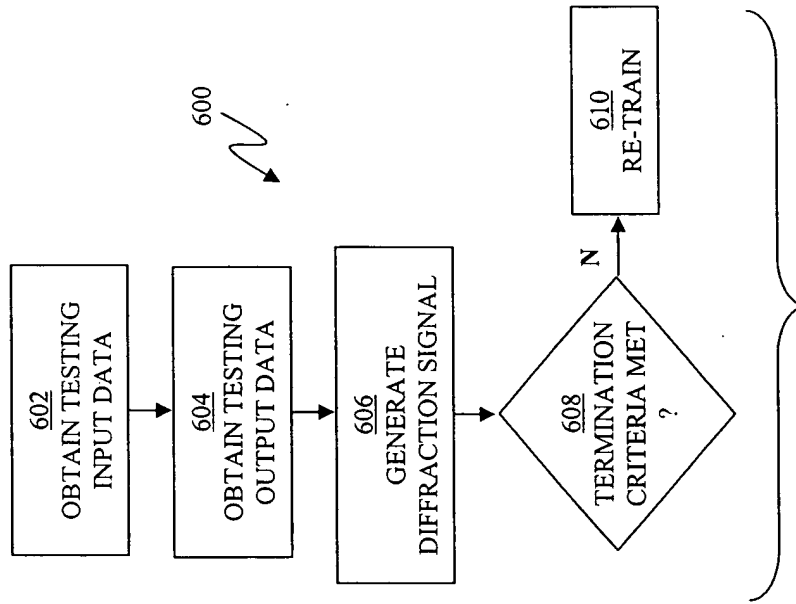 600
602
OBTAIN TESTING
INPUT DATA
604
OBTAIN TESTING
OUTPUT DATA
606
GENERATE
DIFFRACTION SIGNAL
608
TERMINATION
CRITERIA MET
?
N
610
RE-TRAIN